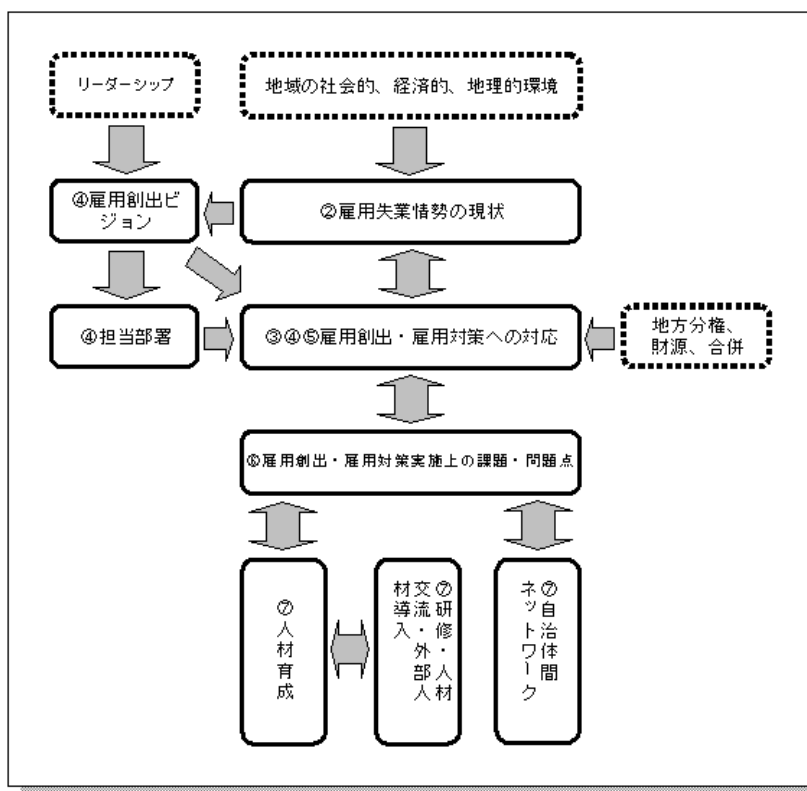 リーダーシップ
地域の社会的、経済的、地理的環境
④雇用創出ビ
ジョン
②雇用失業情勢の現状
④担当部署
③④⑤雇用創出・雇用対策への対応
地方分権、
財源、合併
⑥雇用創出・雇用対策実施上の課題・問題点
⑦人材育成
⑦研修・人材
交流・外部人
材導入
⑦自治体間
ネットワーク